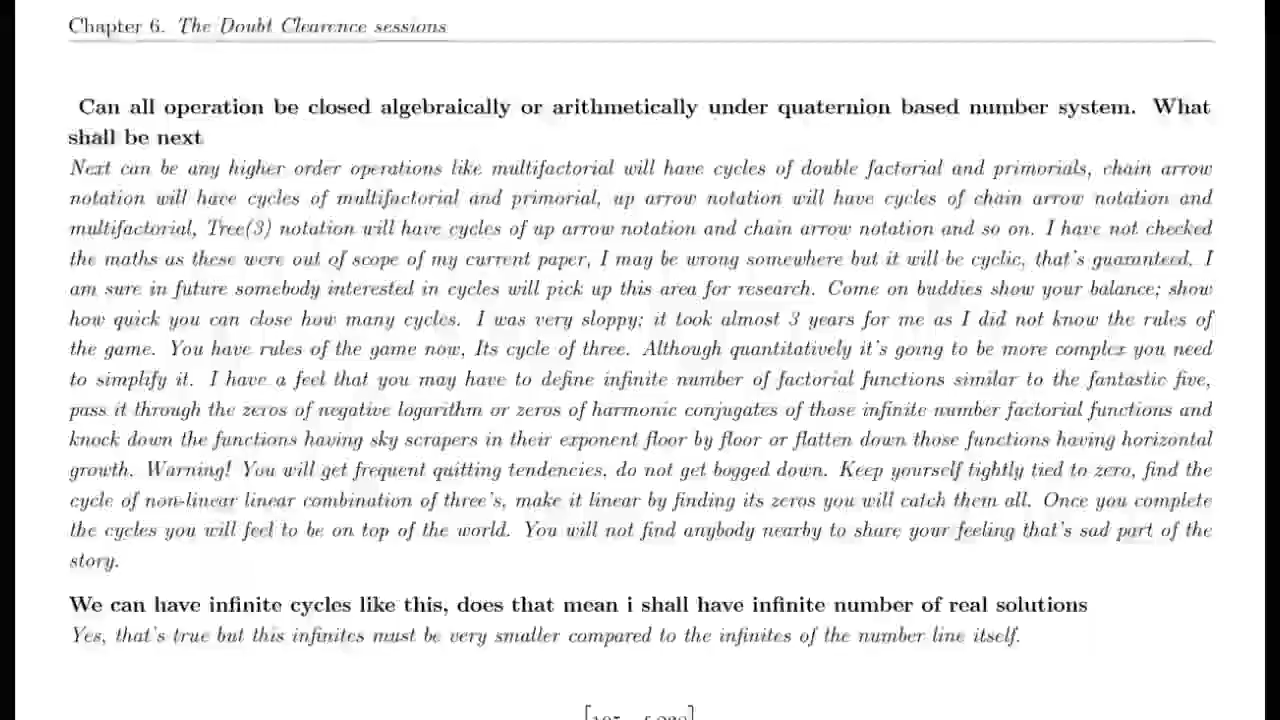 Chapter 6. The Doubt Clearence sessions
Can all operation be closed algebraically or arithmetically under quaternion based number system. What
shall be next
Next can be any higher order operations like multifactorial will have cycles of double factorial and primorials, chain arrow
notation will have cycles of multifactorial and primorial, up arrow notation will have cycles of chain arrow notation and
multifactorial, Tree(3) notation will have cycles of up arrow notation and chain arrow notation and so on. I have not checked
the maths as these were out of scope of my current paper, I may be wrong somewhere but it will be cyclic, that's guaranteed. I
am sure in future somebody interested in cycles will pick up this area for research. Come on buddies show your balance; show
how quick you can close how many cycles. I was very sloppy; it took almost 3 years for me as I did not know the rules of
the game. You have rules of the game now, Its cycle of three. Although quantitatively it's going to be more complex you need
to simplify it. I have a feel that you may have to define infinite number of factorial functions similar to the fantastic five,
pass it through the zeros of negative logarithm or zeros of harmonic conjugates of those infinite number factorial functions and
knock down the functions having sky scrapers in their exponent floor by floor or flatten down those functions having horizontal
growth. Warning! You will get frequent quitting tendencies, do not get bogged down. Keep yourself tightly tied to zero, find the
cycle of non-linear linear combination of three's, make it linear by finding its zeros you will catch them all. Once you complete
the cycles you will feel to be on top of the world. You will not find anybody nearby to share your feeling that's sad part of the
story.
We can have infinite cycles like this, does that mean i shall have infinite number of real solutions
Yes, that's true but this infinites must be very smaller compared to the infinites of the number line itself.